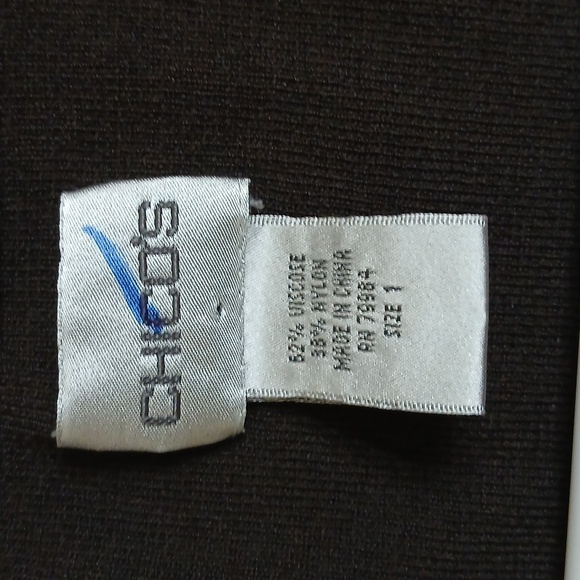 CHICO'S
62% VISCOSE
38% NYLON
MADE IN CHINA
RN 79984
SIZE 1